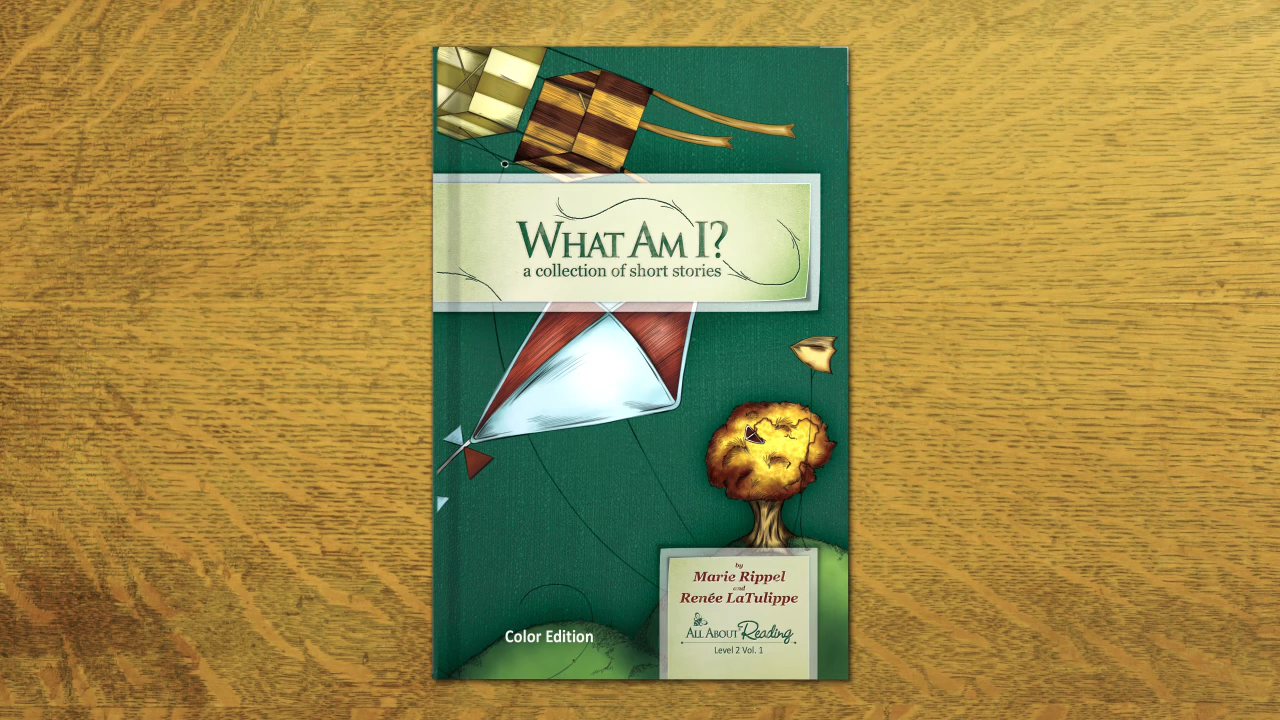 What Am I?
a collection of short stories
by
Marie Rippel
and
Renée LaTulippe
All About Reading
Level 2 Vol. 1
Color Edition